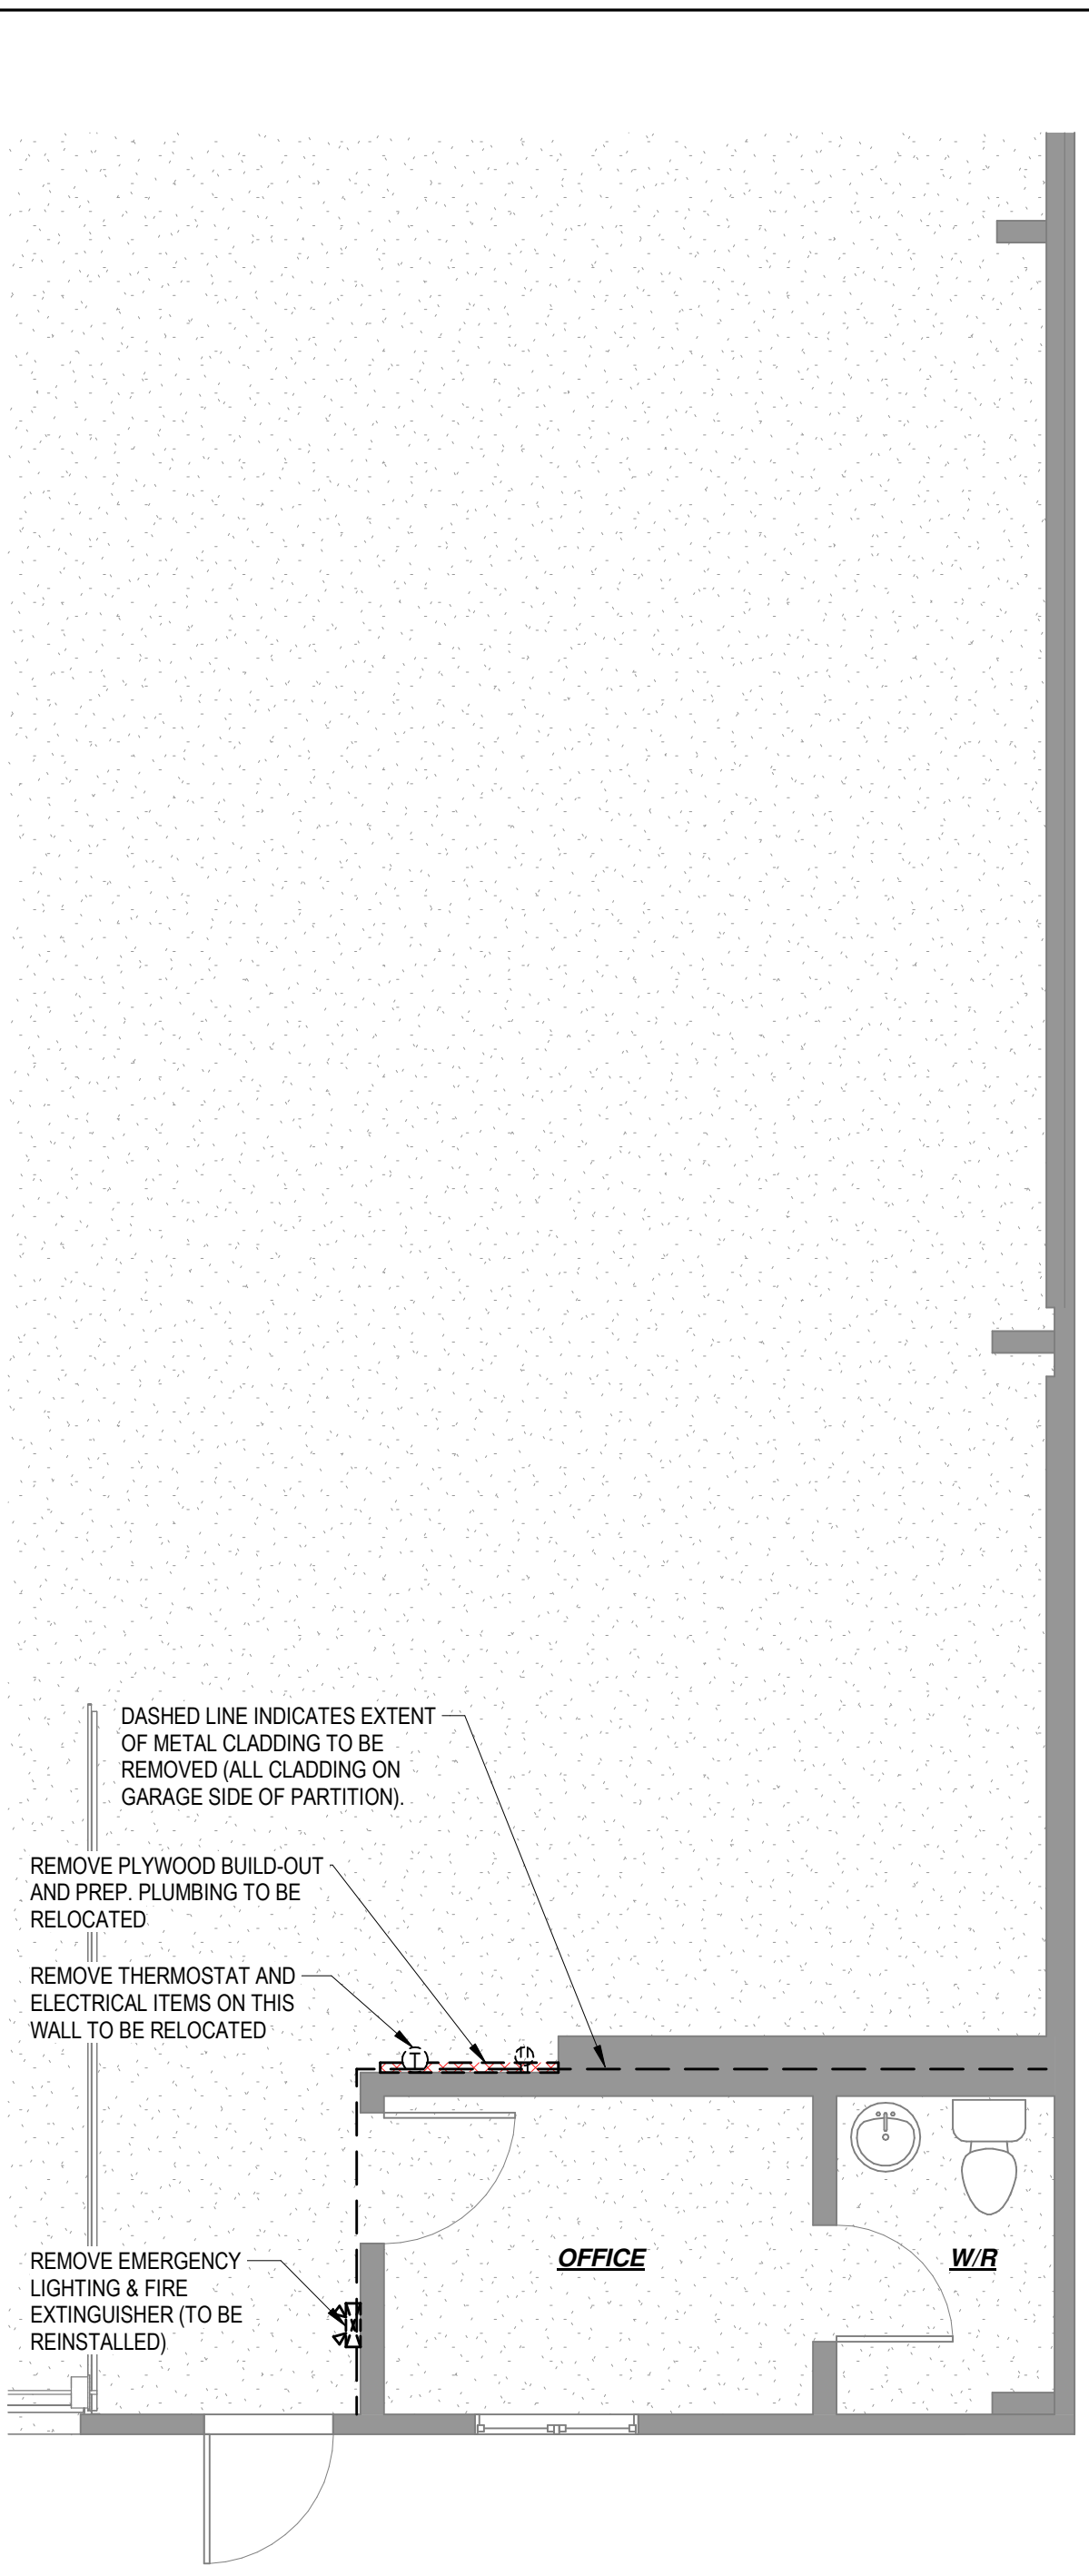 DASHED LINE INDICATES EXTENT
OF METAL CLADDING TO BE
REMOVED (ALL CLADDING ON
GARAGE SIDE OF PARTITION).
REMOVE PLYWOOD BUILD-OUT
AND PREP. PLUMBING TO BE
RELOCATED
REMOVE THERMOSTAT AND
ELECTRICAL ITEMS ON THIS
WALL TO BE RELOCATED
T
OFFICE
W/R
REMOVE EMERGENCY
LIGHTING & FIRE
EXTINGUISHER (TO BE
REINSTALLED)